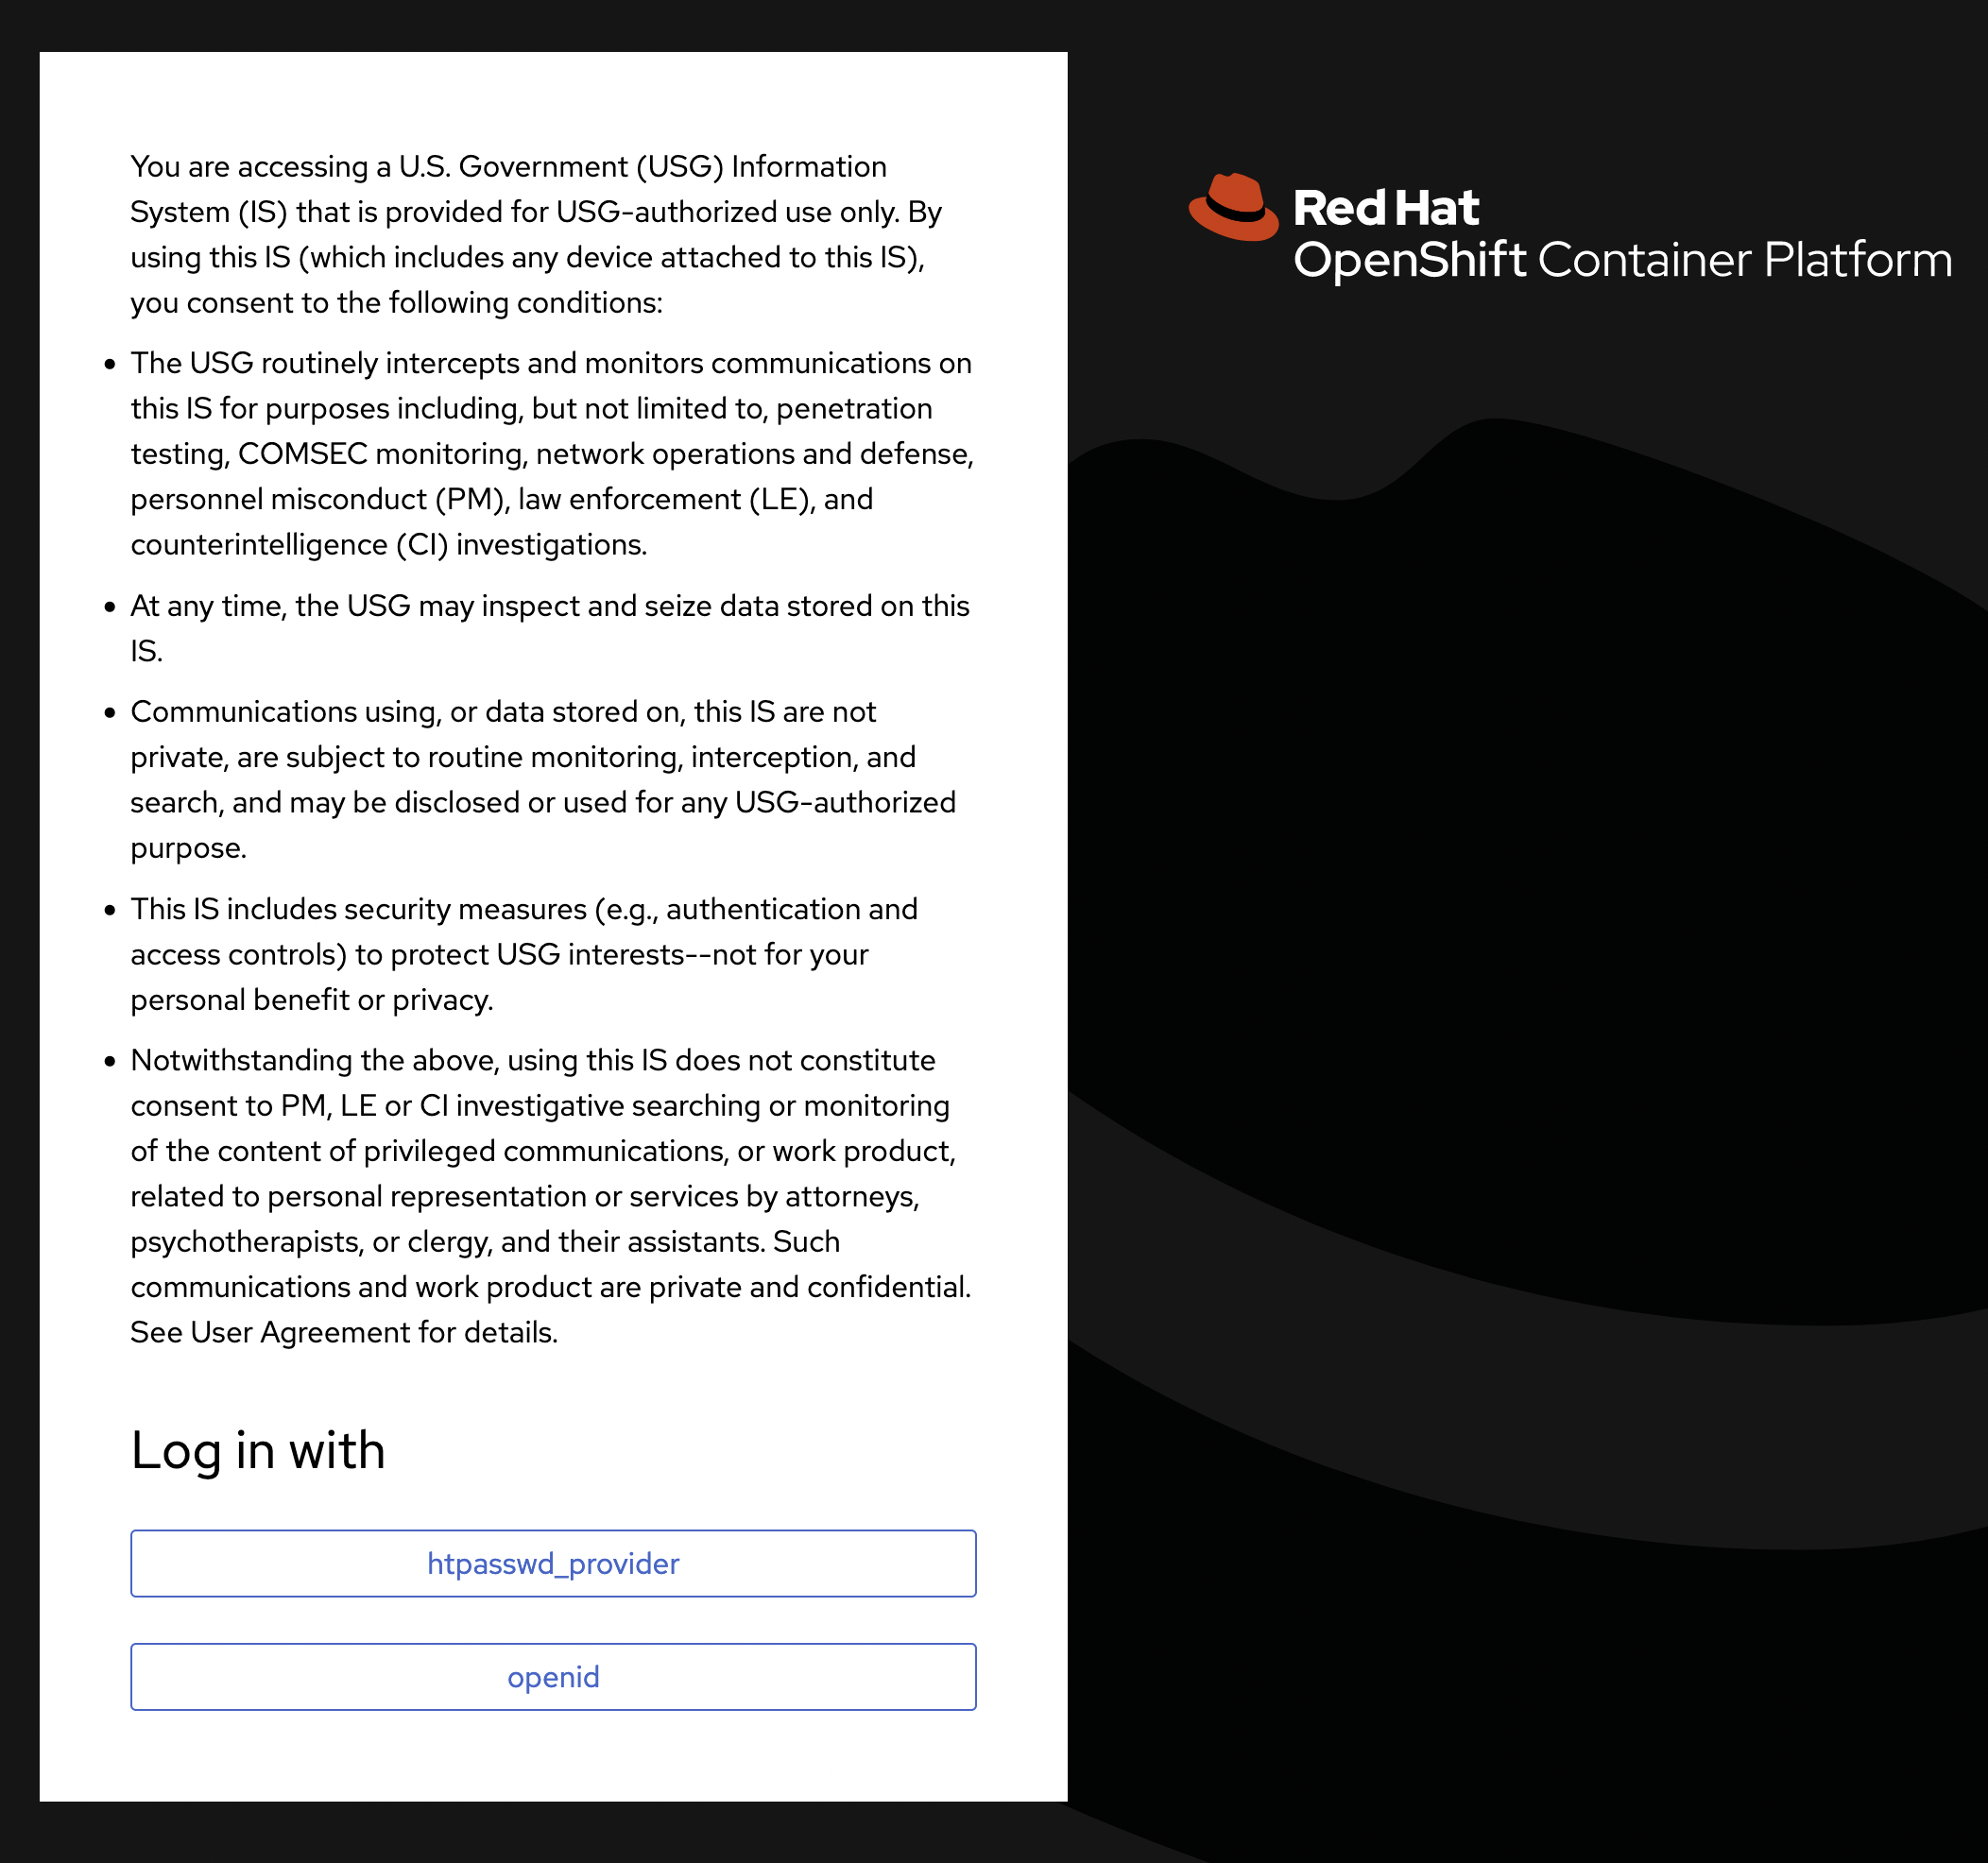 You are accessing a U.S. Government (USG) Information
System (IS) that is provided for USG-authorized use only. By
using this IS (which includes any device attached to this IS),
you consent to the following conditions:
• The USG routinely intercepts and monitors communications on
this IS for purposes including, but not limited to, penetration
testing, COMSEC monitoring, network operations and defense,
personnel misconduct (PM), law enforcement (LE), and
counterintelligence (CI) investigations.
• At any time, the USG may inspect and seize data stored on this
IS.
• Communications using, or data stored on, this IS are not
private, are subject to routine monitoring, interception, and
search, and may be disclosed or used for any USG-authorized
purpose.
• This IS includes security measures (e.g., authentication and
access controls) to protect USG interests--not for your
personal benefit or privacy.
• Notwithstanding the above, using this IS does not constitute
consent to PM, LE or CI investigative searching or monitoring
of the content of privileged communications, or work product,
related to personal representation or services by attorneys,
psychotherapists, or clergy, and their assistants. Such
communications and work product are private and confidential.
See User Agreement for details.
Log in with
htpasswd_provider
openid
Red Hat
OpenShift Container Platform